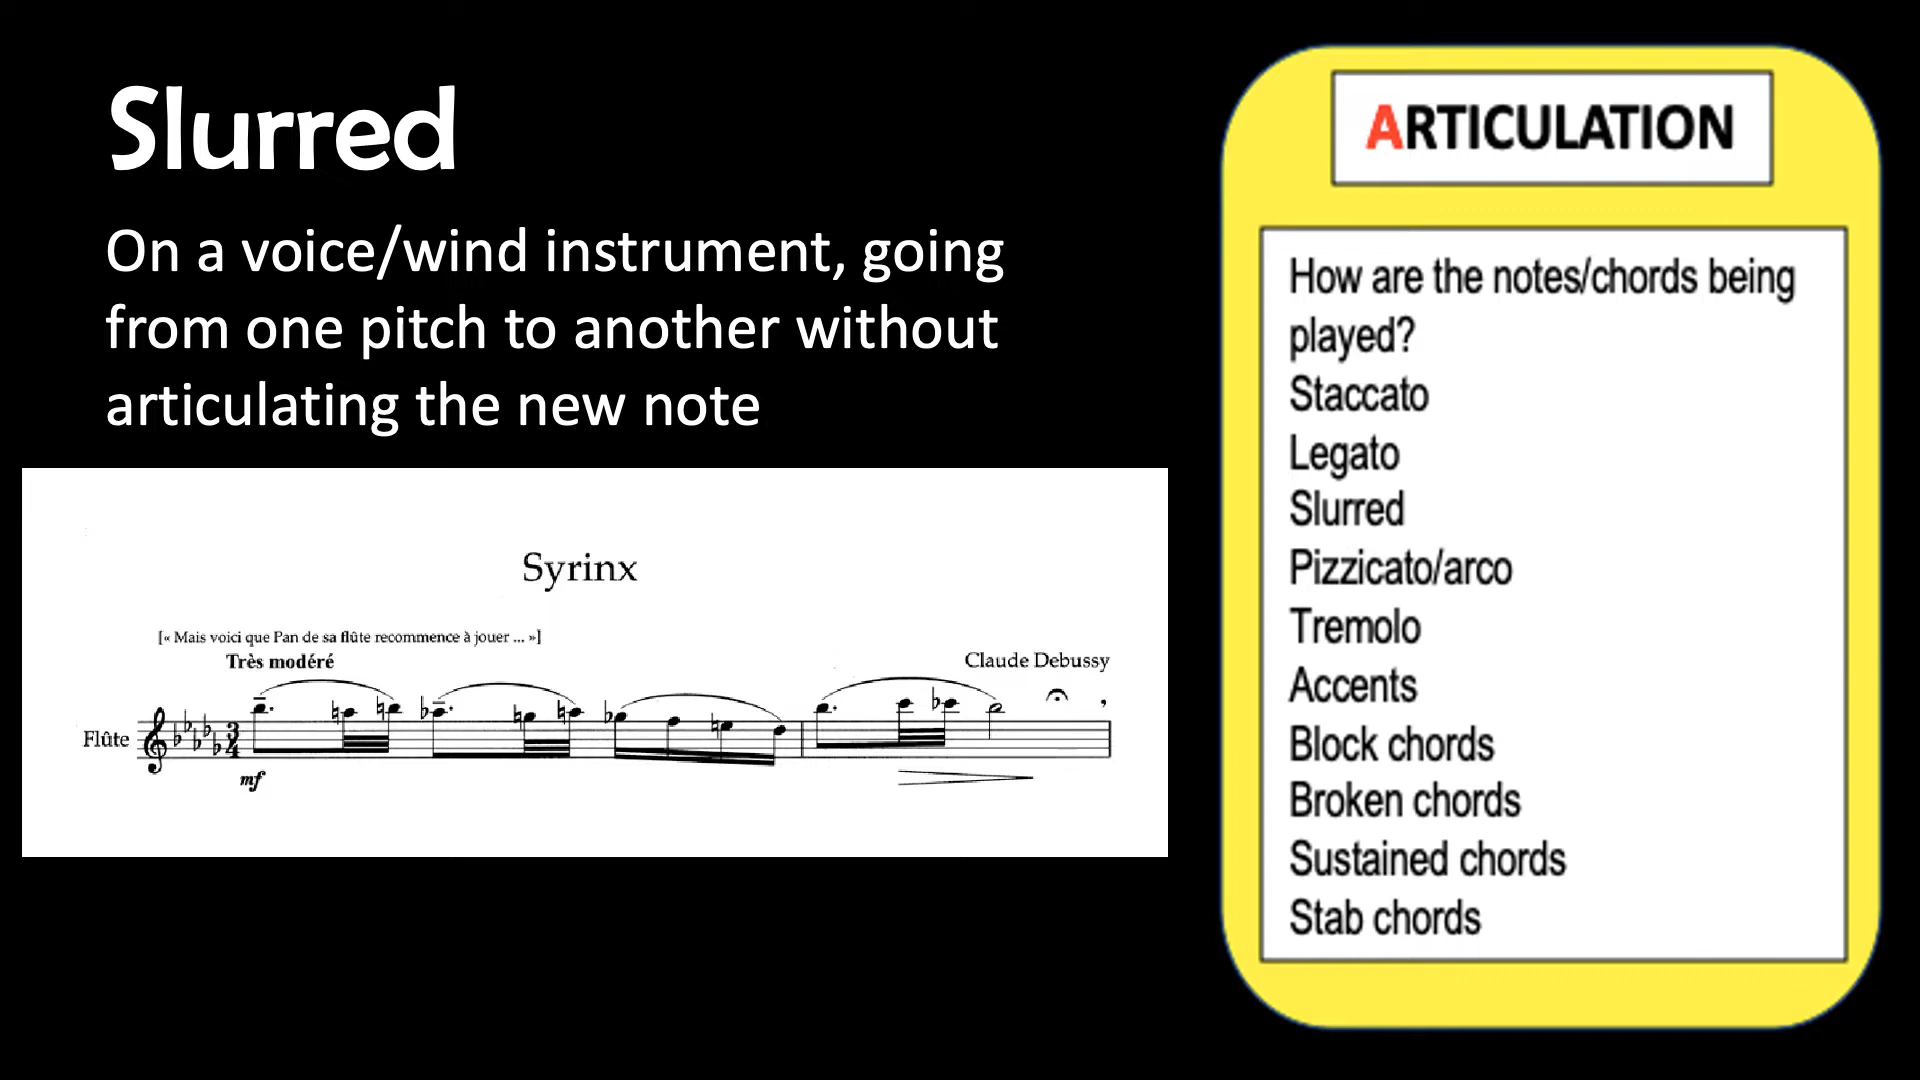 Slurred
On a voice/wind instrument, going
from one pitch to another without
articulating the new note
Syrinx
[« Mais voici que Pan de sa flûte recommence à jouer ... »]
Très modéré
Claude Debussy
Flûte
3
4
mf
ARTICULATION
How are the notes/chords being
played?
Staccato
Legato
Slurred
Pizzicato/arco
Tremolo
Accents
Block chords
Broken chords
Sustained chords
Stab chords